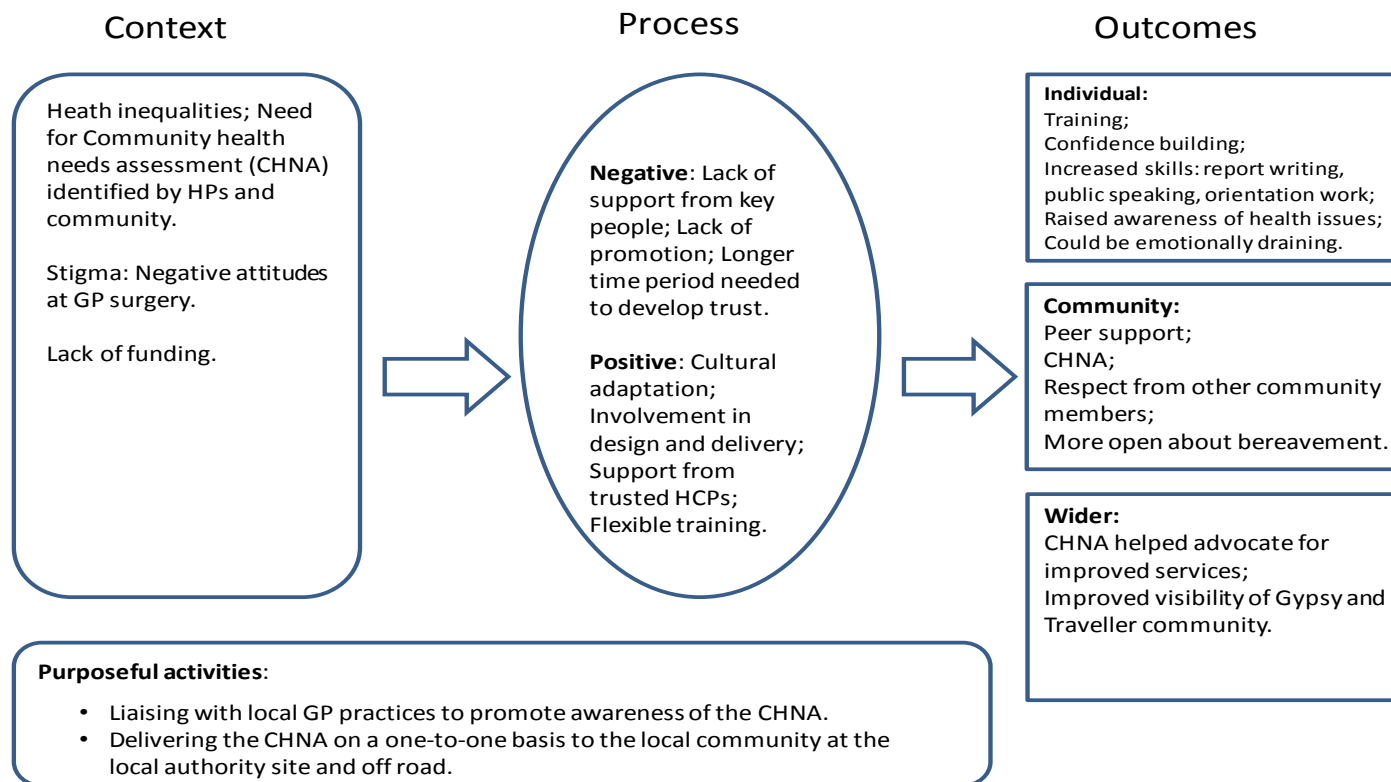 Context
Heath inequalities; Need
for Community health
needs assessment (CHNA)
identified by HPs and
community.
Stigma: Negative attitudes
at GP surgery.
Lack of funding.
Process
Negative: Lack of
support from key
people; Lack of
promotion; Longer
time period needed
to develop trust.
Positive: Cultural
adaptation;
Involvement in
design and delivery;
Support from
trusted HCPs;
Flexible training.
Outcomes
Individual:
Training;
Confidence building;
Increased skills: report writing,
public speaking, orientation work;
Raised awareness of health issues;
Could be emotionally draining.
Community:
Peer support;
CHNA;
Respect from other community
members;
More open about bereavement.
Wider:
CHNA helped advocate for
improved services;
Improved visibility of Gypsy and
Traveller community.
Purposeful activities:
• Liaising with local GP practices to promote awareness of the CHNA.
• Delivering the CHNA on a one-to-one basis to the local community at the
local authority site and off road.